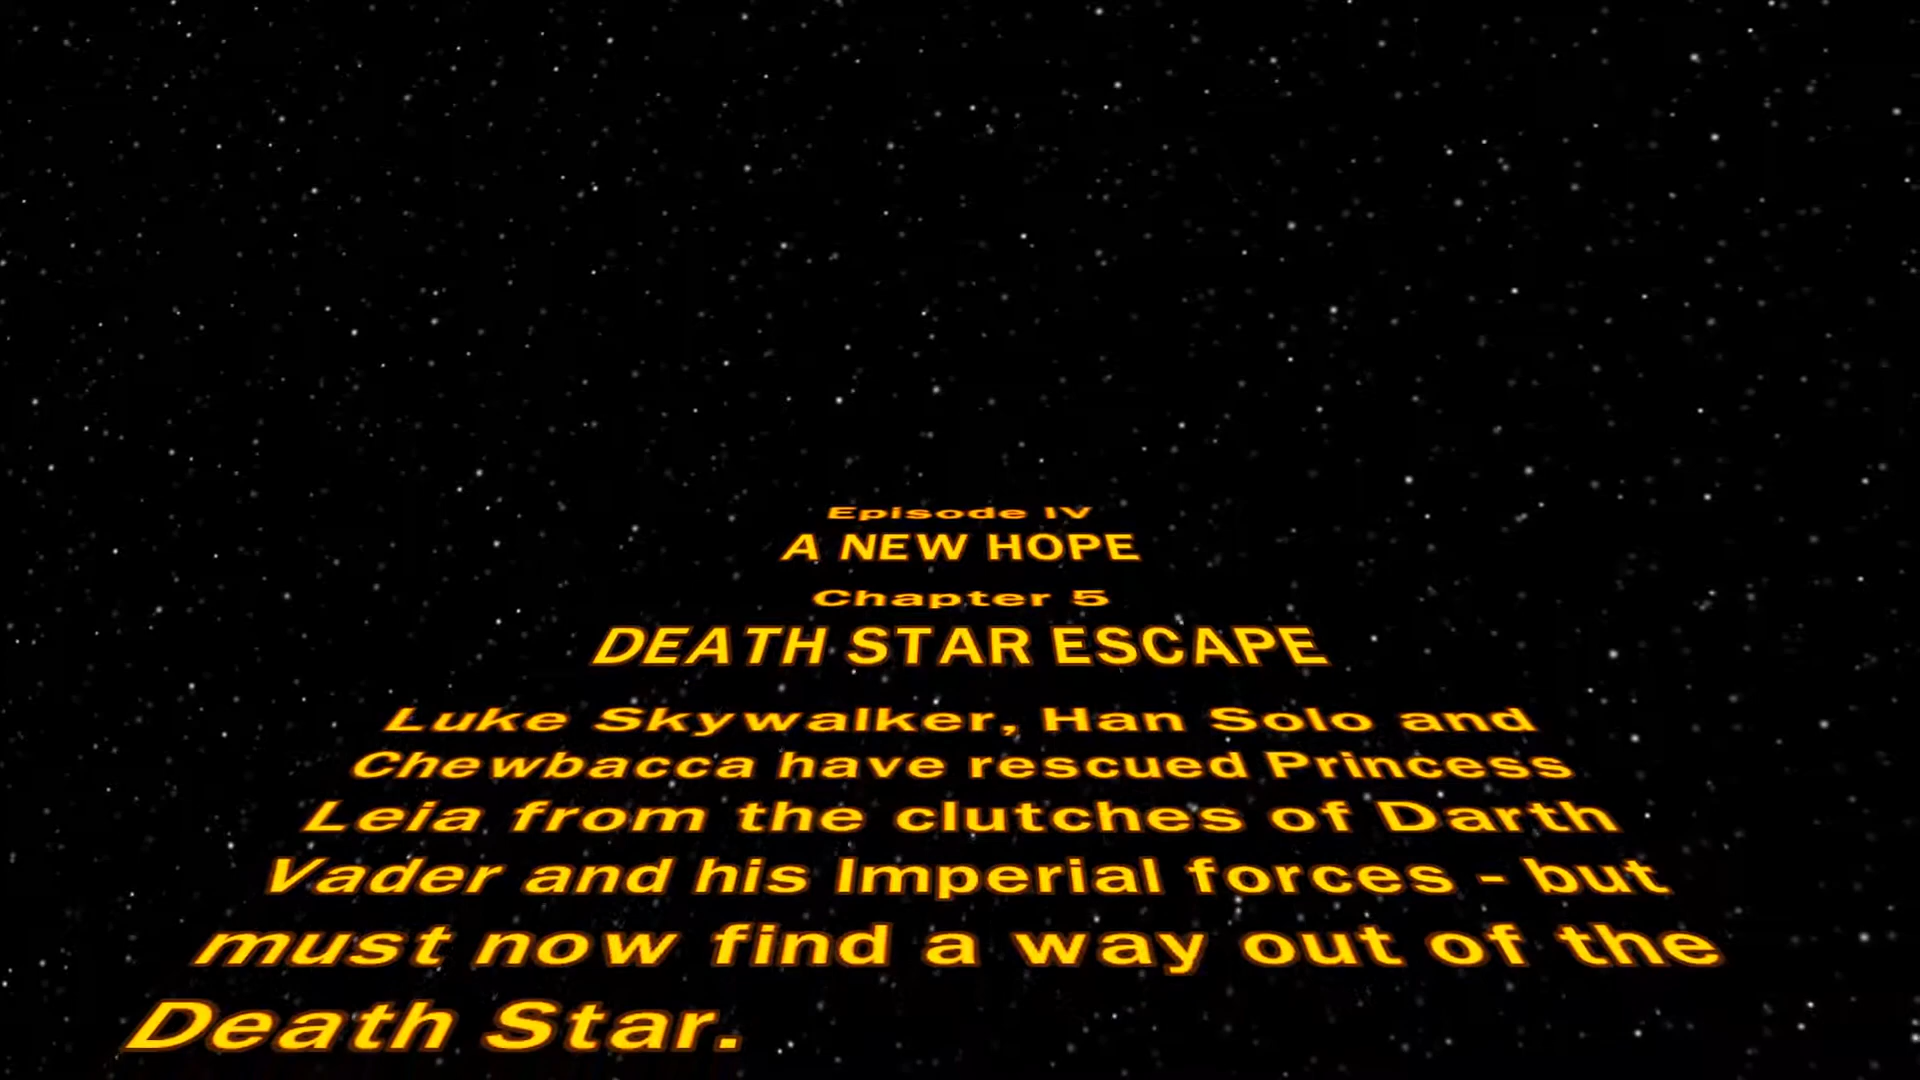 Episode IV
A NEW HOPE
Chapter 5
DEATH STAR ESCAPE
Luke Skywalker, Han Solo and
Chewbacca have rescued Princess
Leia from the clutches of Darth
Vader and his Imperial forces - but
must now find a way out of the
Death Star.